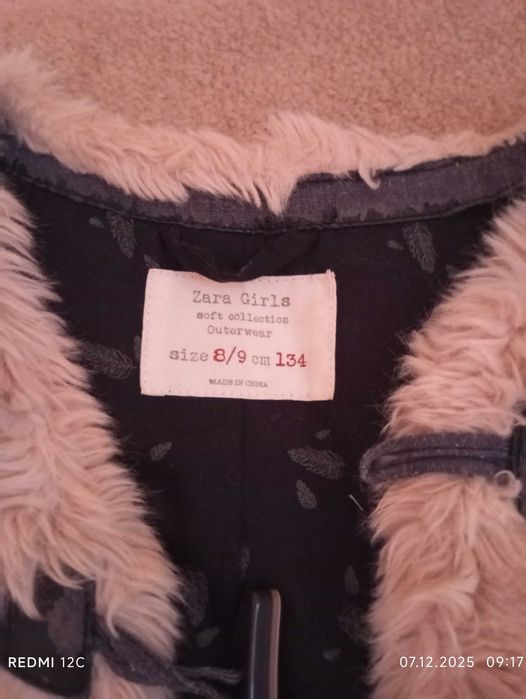 Zara Girls
soft collection
Outerwear
size 8/9 cm 134
MADE IN CHINA
REDMI 12C
07.12.2025 09:17